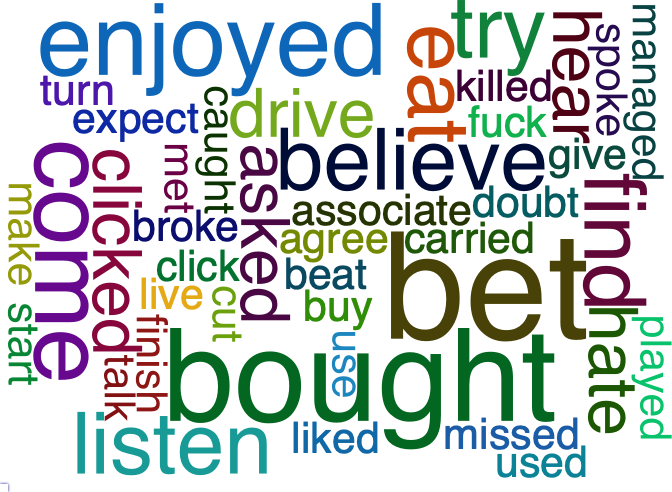 enjoyed
try
eat
hear
spoke
managed
turn
killed
expect
caught
drive
fuck
believe
give
come
clicked
met
asked
associate
doubt
find
make
broke
agree
carried
click
beat
bet
live
cut
buy
start
finish
talk
bought
use
hate
played
listen
liked
missed
used